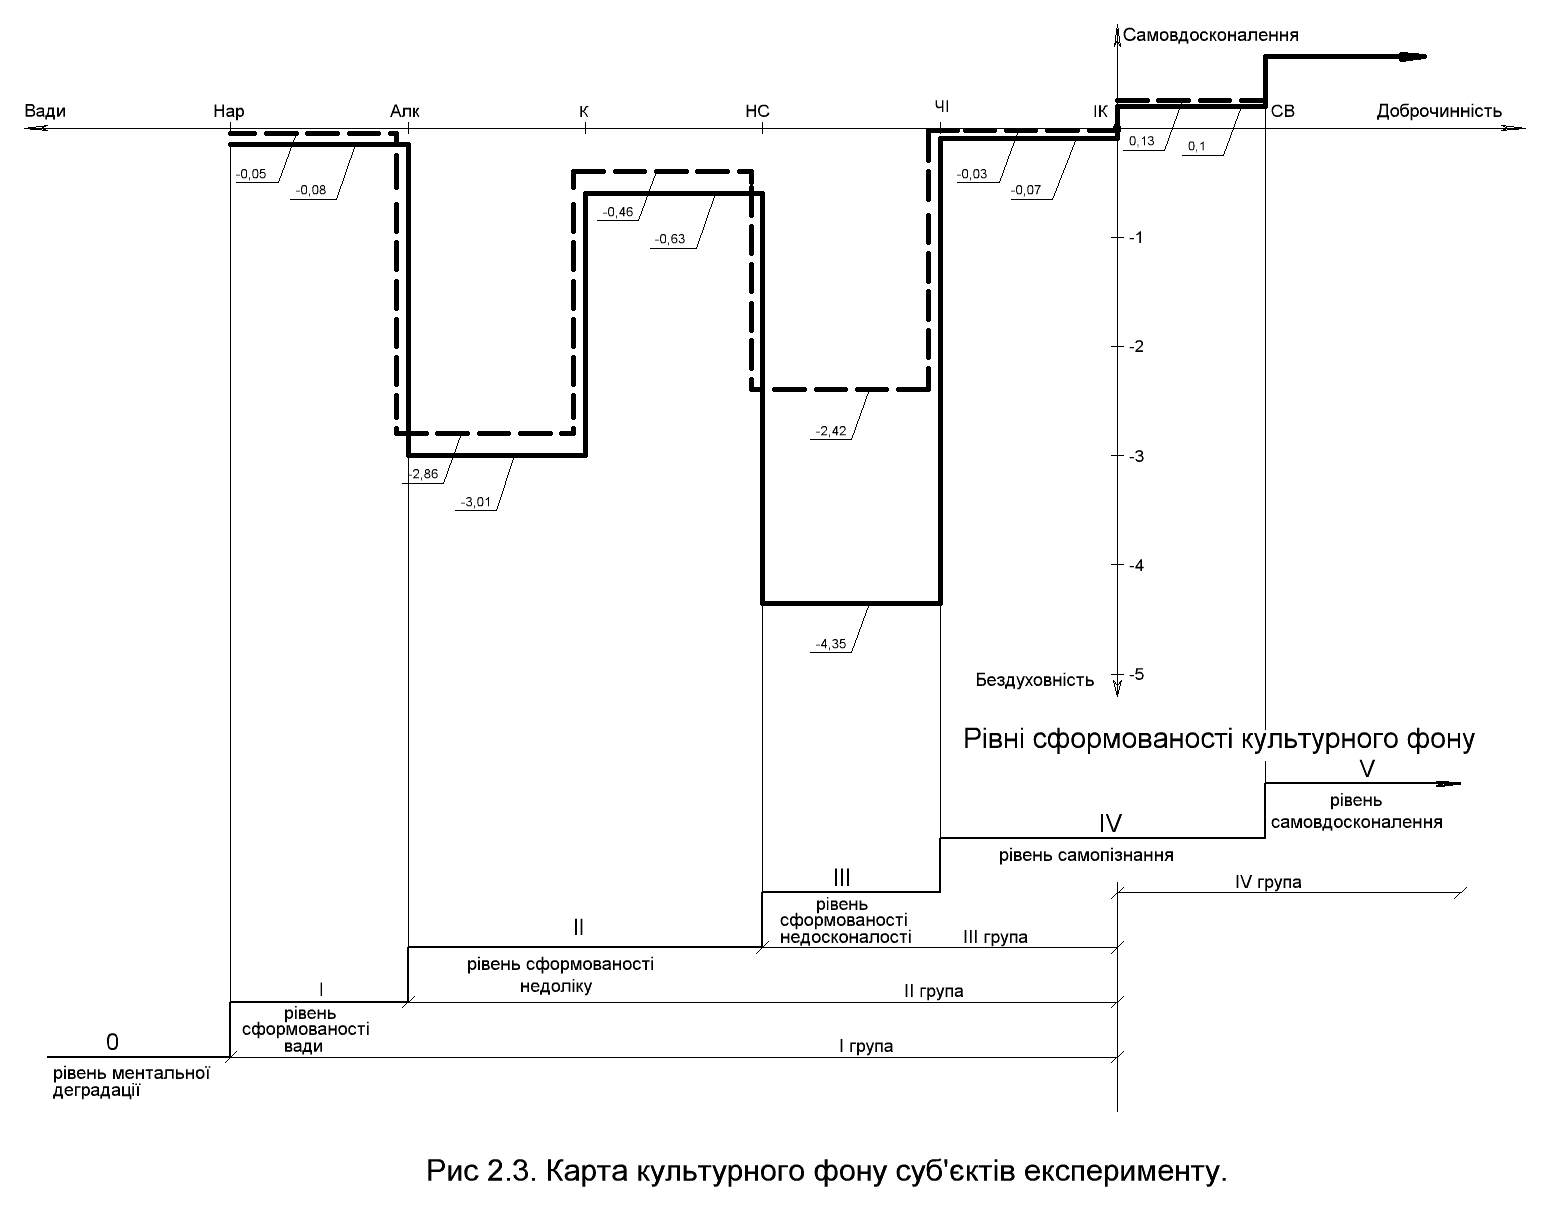 Самовдосконалення
Вади
Нар
Алк
К
НС
ЧІ
ІК
СВ
Доброчинність
-0,05
-0,08
-0,46
-0,63
-0,03
-0,07
0,13
0,1
-1
-2
-2,42
-2,86
-3,01
-3
-4
-4,35
Бездуховність
-5
Рівні сформованості культурного фону
V
рівень
самовдосконалення
IV
рівень самопізнання
IV група
III
рівень
сформованості
недосконалості
III група
II
рівень сформованості
недоліку
II група
I
рівень
сформованості
вади
I група
0
рівень ментальної
деградації
Рис 2.3. Карта культурного фону суб'єктів експерименту.